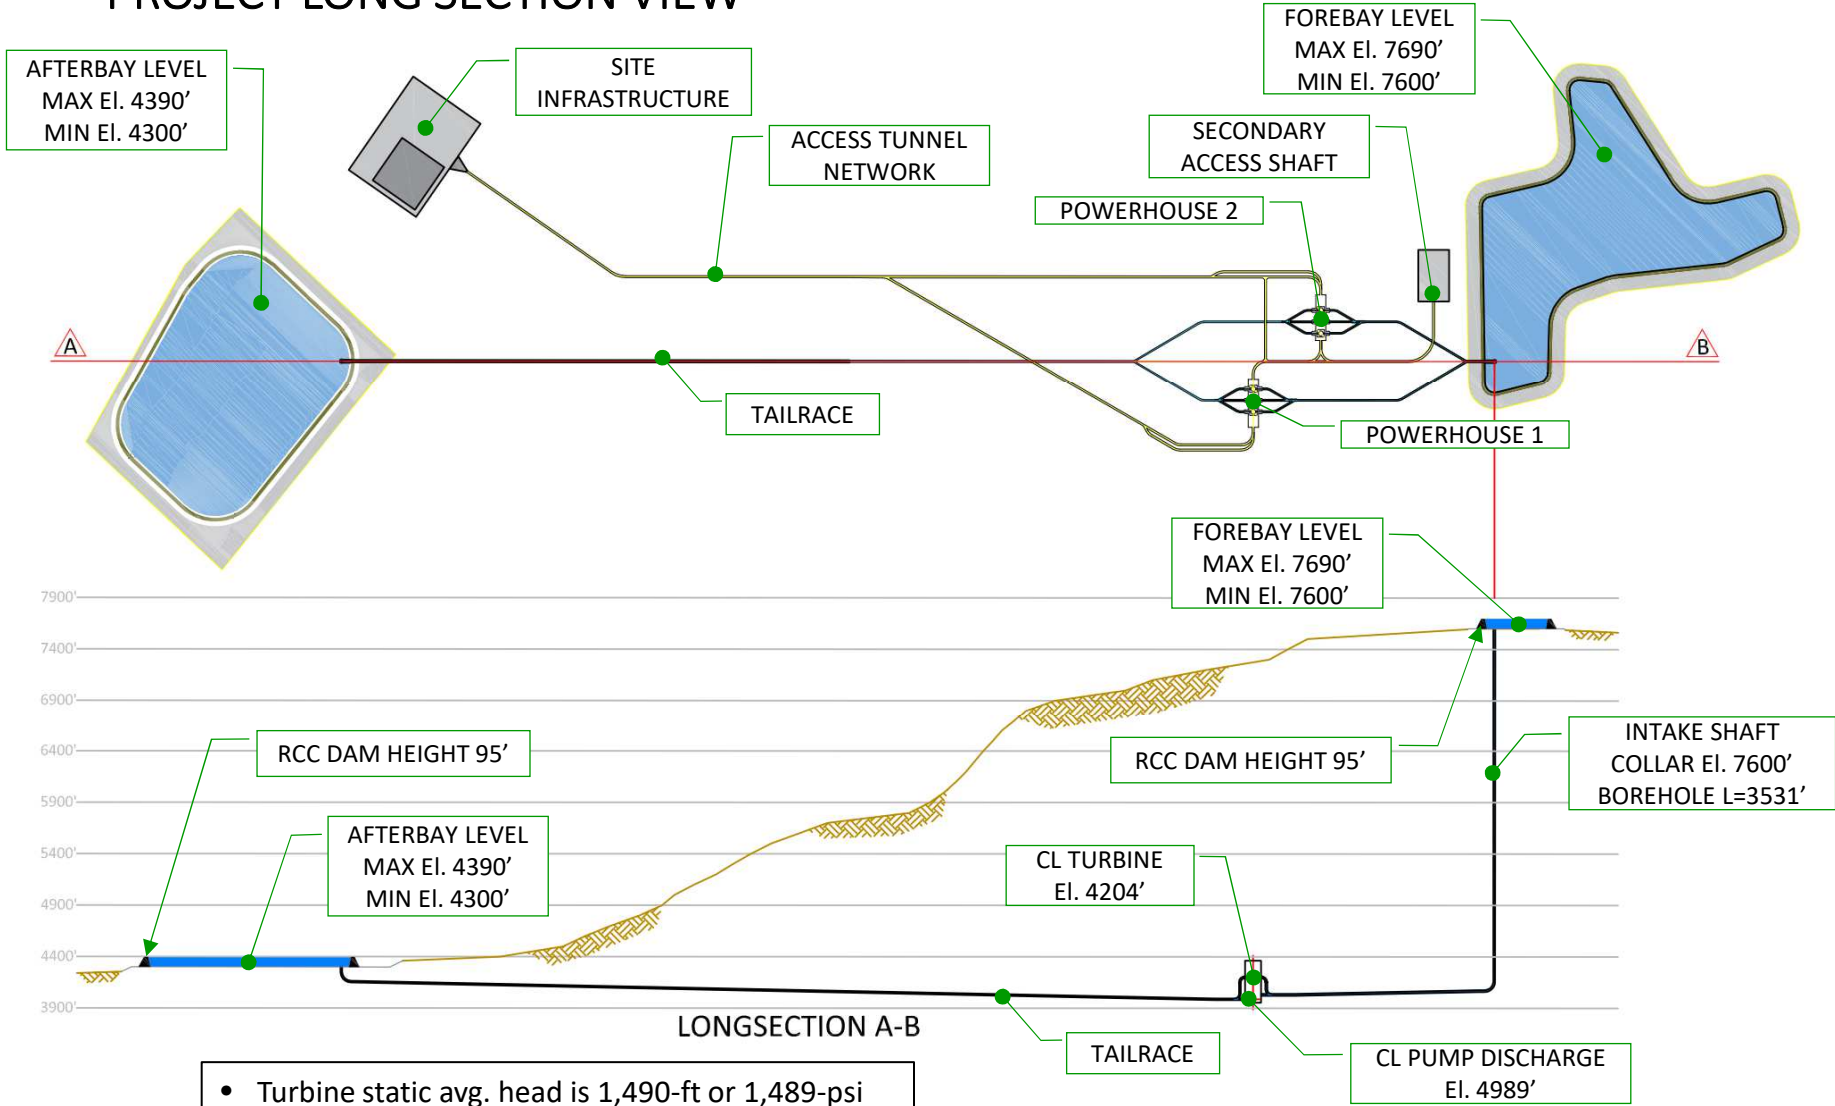 PROJECT LONG SECTION VIEW
AFTERBAY LEVEL
MAX El. 4390’
MIN El. 4300’
SITE
INFRASTRUCTURE
ACCESS TUNNEL
NETWORK
FOREBAY LEVEL
MAX El. 7690’
MIN El. 7600’
SECONDARY
ACCESS SHAFT
POWERHOUSE 2
A
B
TAILRACE
POWERHOUSE 1
FOREBAY LEVEL
MAX El. 7690’
MIN El. 7600’
7900'
7400'
6900'
6400'
5900'
5400'
4900'
4400'
3900'
RCC DAM HEIGHT 95’
RCC DAM HEIGHT 95’
INTAKE SHAFT
COLLAR El. 7600’
BOREHOLE L=3531’
AFTERBAY LEVEL
MAX El. 4390’
MIN El. 4300’
CL TURBINE
El. 4204’
LONGSECTION A-B
TAILRACE
CL PUMP DISCHARGE
El. 4989’
• Turbine static avg. head is 1,490-ft or 1,489-psi